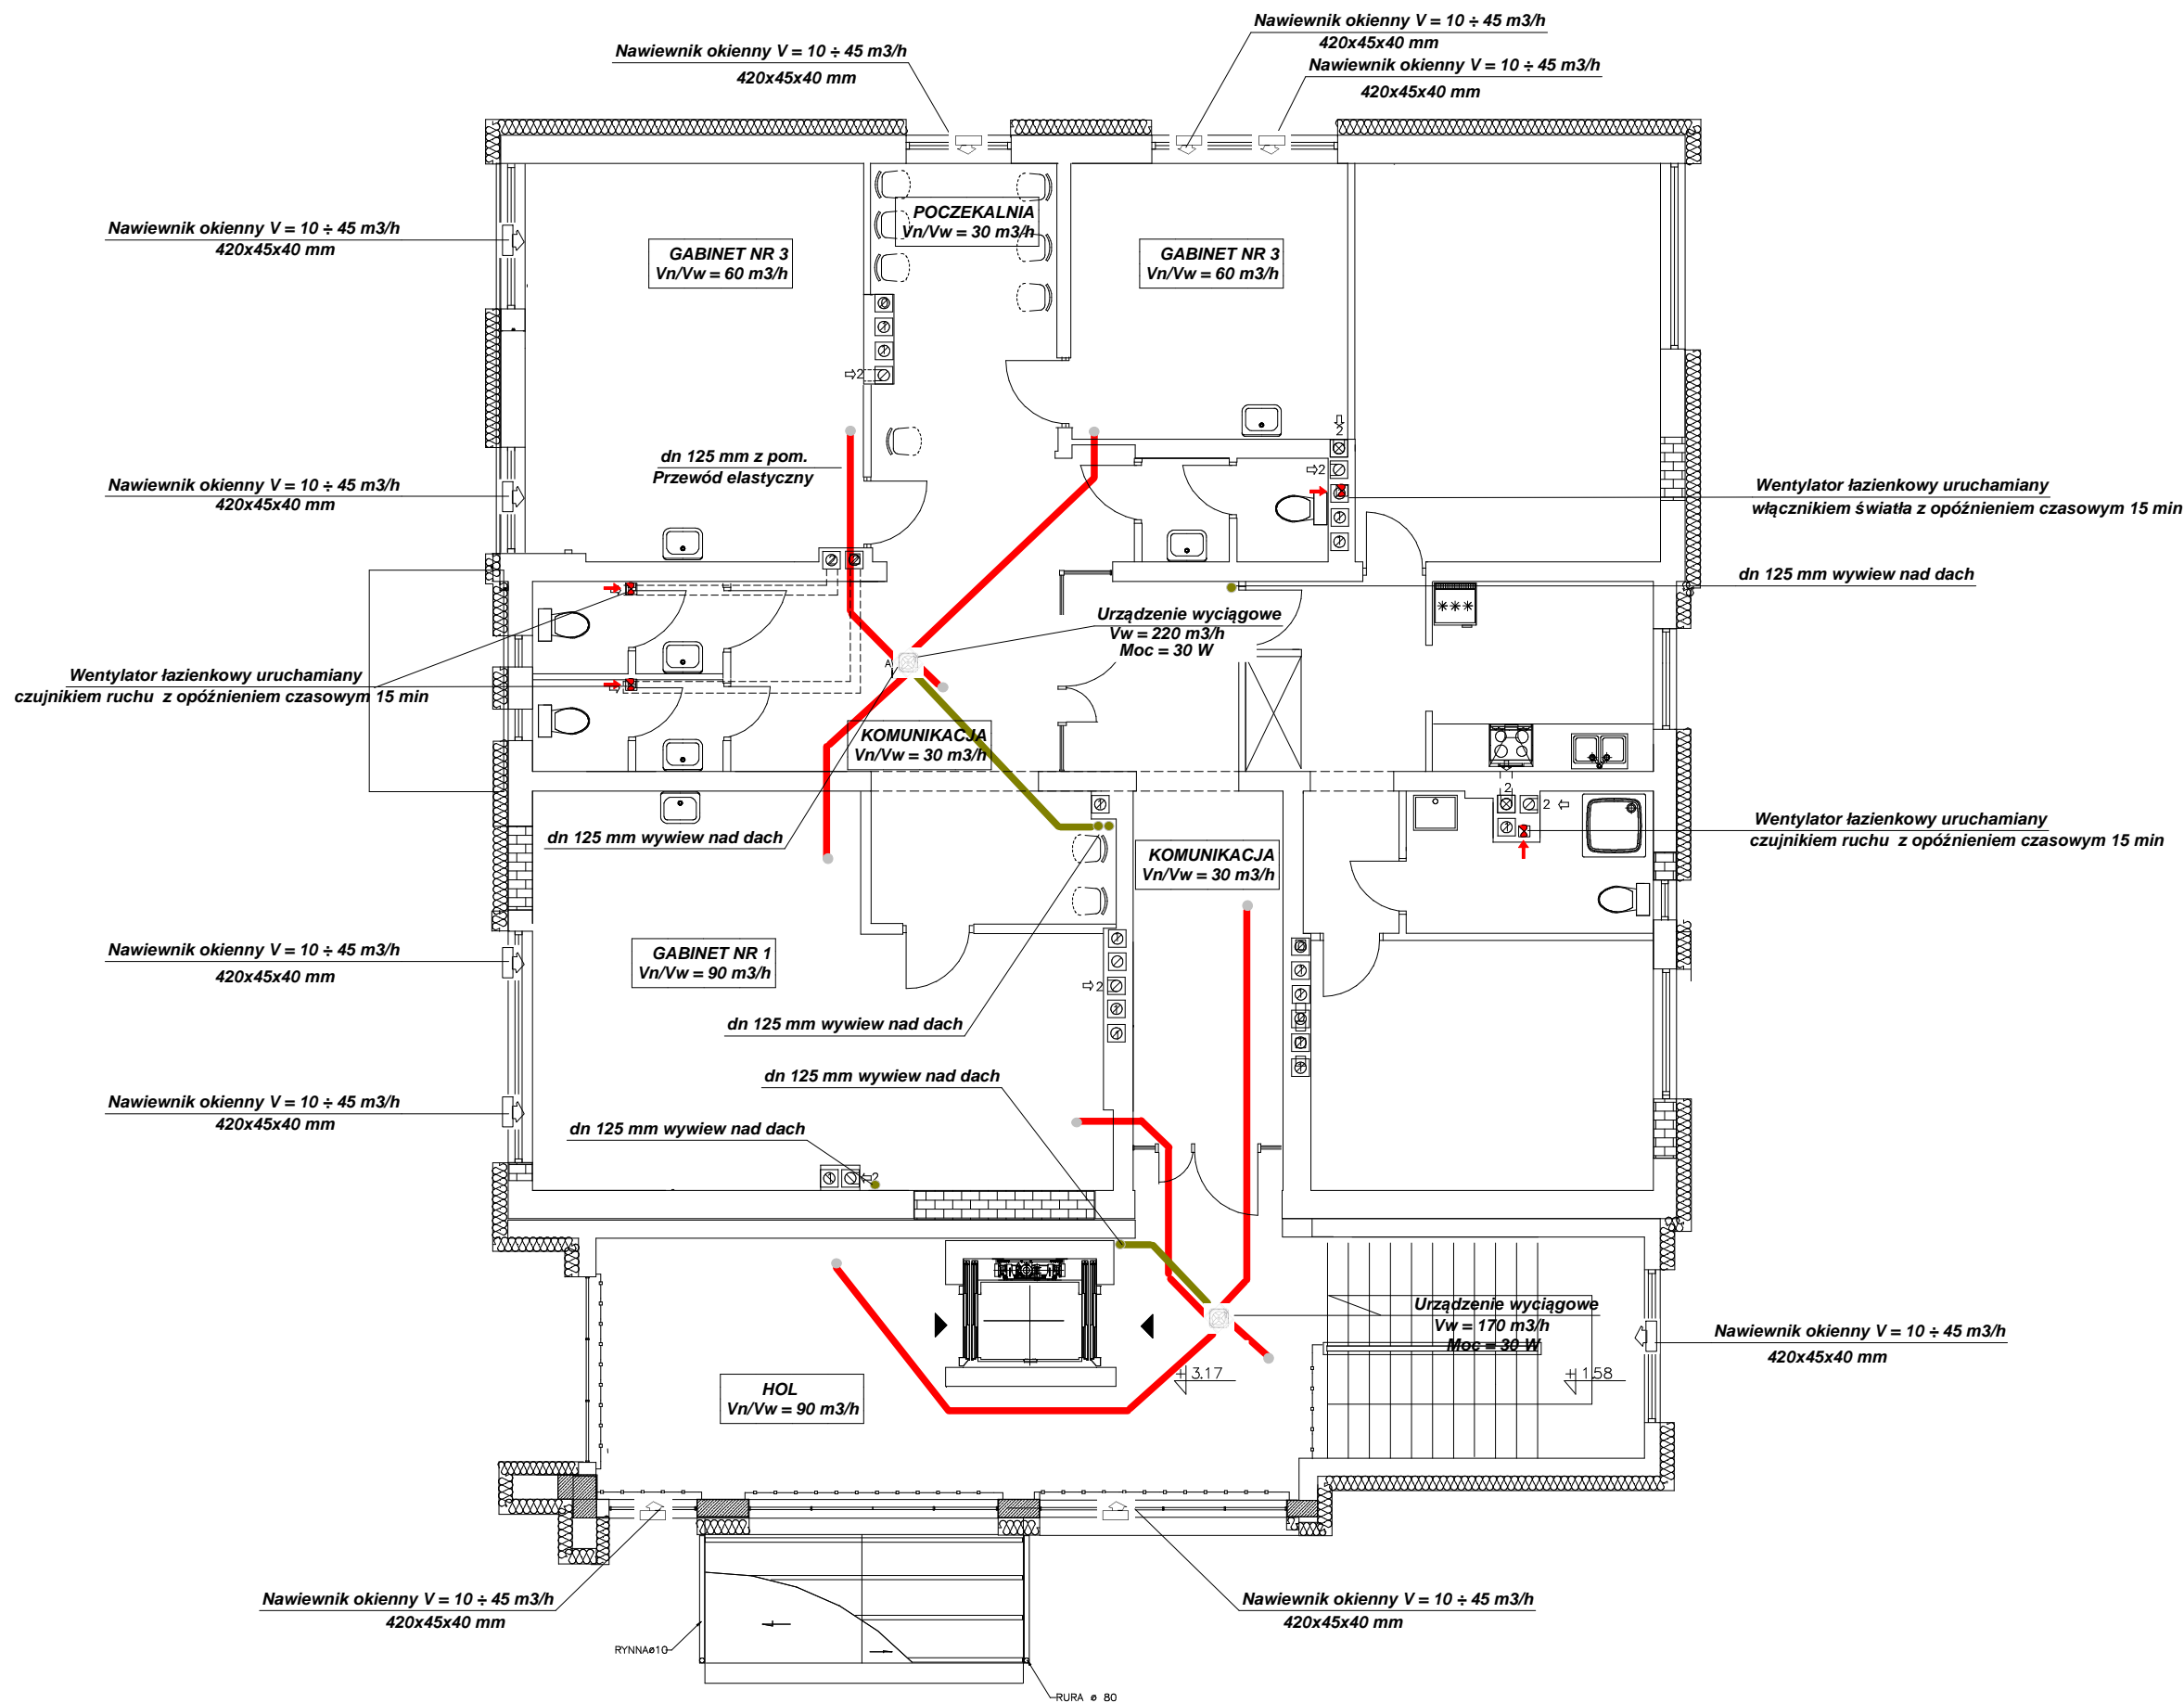 Nawiewnik okienny V = 10 ÷ 45 m3/h
420x45x40 mm
Nawiewnik okienny V = 10 ÷ 45 m3/h
420x45x40 mm
Nawiewnik okienny V = 10 ÷ 45 m3/h
420x45x40 mm
POCZEKALNIA
Vn/Vw = 30 m3/h
Nawiewnik okienny V = 10 ÷ 45 m3/h
420x45x40 mm
GABINET NR 3
Vn/Vw = 60 m3/h
GABINET NR 3
Vn/Vw = 60 m3/h
2
2
dn 125 mm z pom.
Przewód elastyczny
2
Nawiewnik okienny V = 10 ÷ 45 m3/h
420x45x40 mm
Wentylator łazienkowy uruchamiany
włącznikiem światła z opóźnieniem czasowym 15 min
dn 125 mm wywiew nad dach
Urządzenie wyciągowe
Vw = 220 m3/h
Moc = 30 W
A
Wentylator łazienkowy uruchamiany
czujnikiem ruchu z opóźnieniem czasowym 15 min
KOMUNIKACJA
Vn/Vw = 30 m3/h
2
2
dn 125 mm wywiew nad dach
Wentylator łazienkowy uruchamiany
czujnikiem ruchu z opóźnieniem czasowym 15 min
KOMUNIKACJA
Vn/Vw = 30 m3/h
Nawiewnik okienny V = 10 ÷ 45 m3/h
420x45x40 mm
GABINET NR 1
Vn/Vw = 90 m3/h
2
dn 125 mm wywiew nad dach
dn 125 mm wywiew nad dach
Nawiewnik okienny V = 10 ÷ 45 m3/h
420x45x40 mm
dn 125 mm wywiew nad dach
2
Urządzenie wyciągowe
Vw = 170 m3/h
Moc = 30 W
Nawiewnik okienny V = 10 ÷ 45 m3/h
420x45x40 mm
+3.17
+1.58
HOL
Vn/Vw = 90 m3/h
Nawiewnik okienny V = 10 ÷ 45 m3/h
420x45x40 mm
Nawiewnik okienny V = 10 ÷ 45 m3/h
420x45x40 mm
RYNNAø10
RURA ø 80